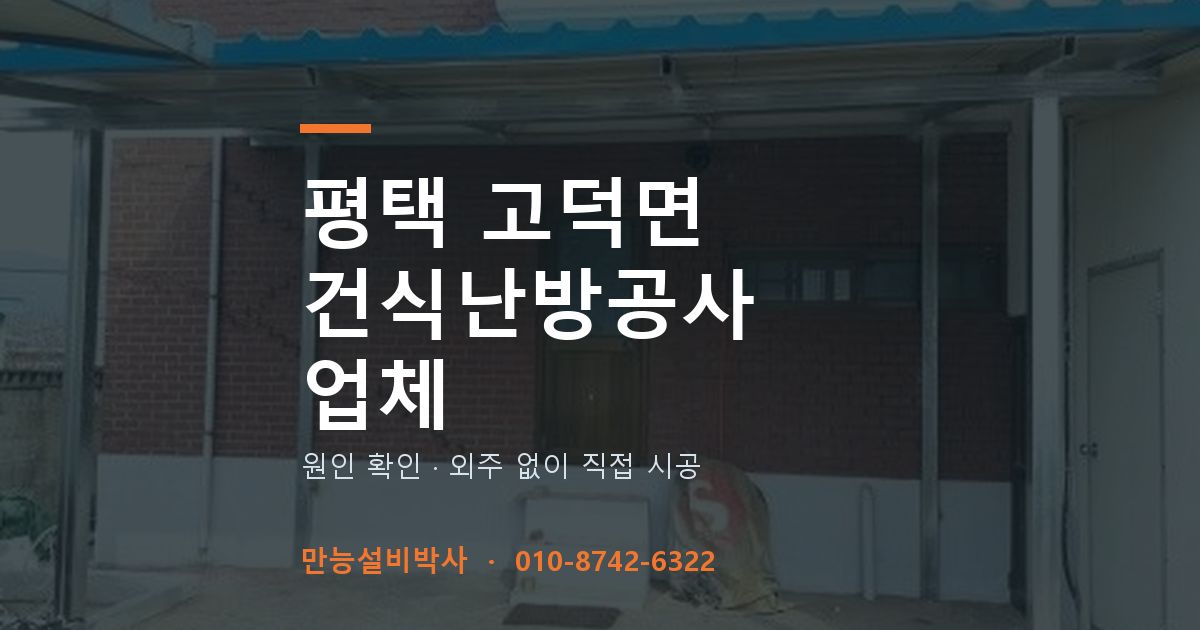 평택 고덕면
건식난방공사
업체
원인 확인 · 외주 없이 직접 시공
만능설비박사 · 010-8742-6322
S